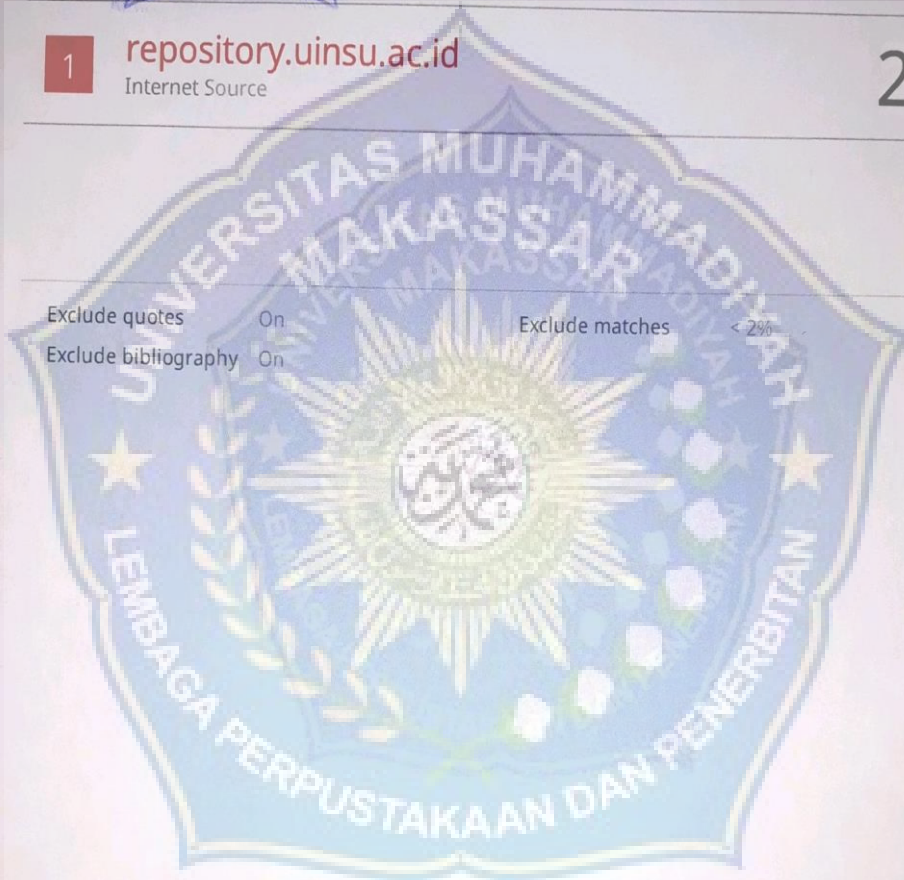 1 repository.uinsu.ac.id 2
Internet Source
UNIVERSITAS MUHAMMADIYAH
MAKASSAR
Exclude quotes On Exclude matches < 2%
Exclude bibliography On
LEMBAGA PERPUSTAKAAN DAN PENERBITAN